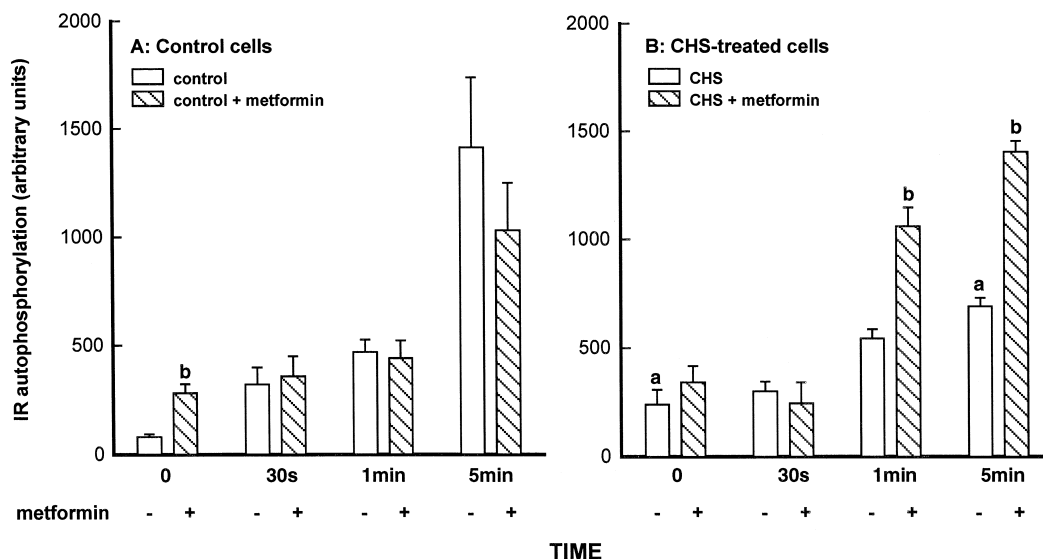 IR autophosphorylation (arbitrary units)
2000
1500
1000
500
0
A: Control cells
control
control + metformin
b
0 30s 1min 5min
2000
1500
1000
500
0
B: CHS-treated cells
CHS
CHS + metformin
a
b
a
b
0 30s 1min 5min
metformin - + - + - + - + - + - + - + - +
TIME